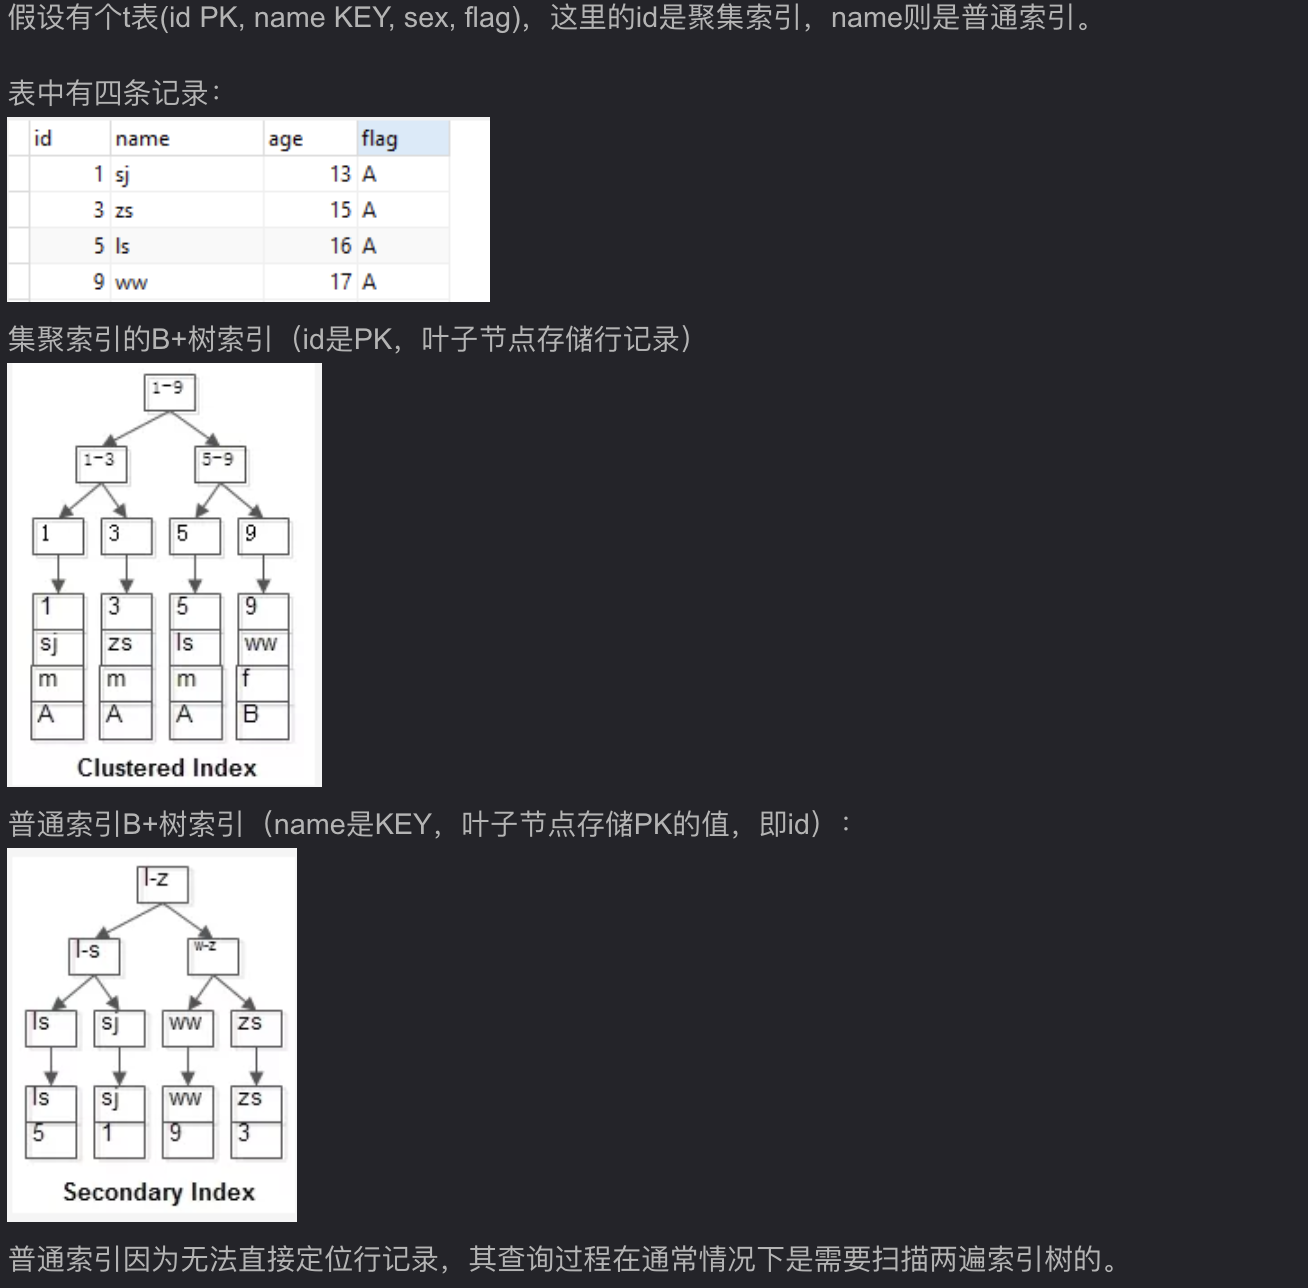 假设有个t表(id PK, name KEY, sex, flag)，这里的id是聚集索引，name则是普通索引。
表中有四条记录：
id name age flag
1 sj 13 A
3 zs 15 A
5 ls 16 A
9 ww 17 A
集聚索引的B+树索引（id是PK，叶子节点存储行记录）
1-9
1-3 5-9
1 3 5 9
1 3 5 9
sj zs ls ww
m m m f
A A A B
Clustered Index
普通索引B+树索引（name是KEY，叶子节点存储PK的值，即id）：
l-z
l-s w-z
ls sj ww zs
ls sj ww zs
5 1 9 3
Secondary Index
普通索引因为无法直接定位行记录，其查询过程在通常情况下是需要扫描两遍索引树的。